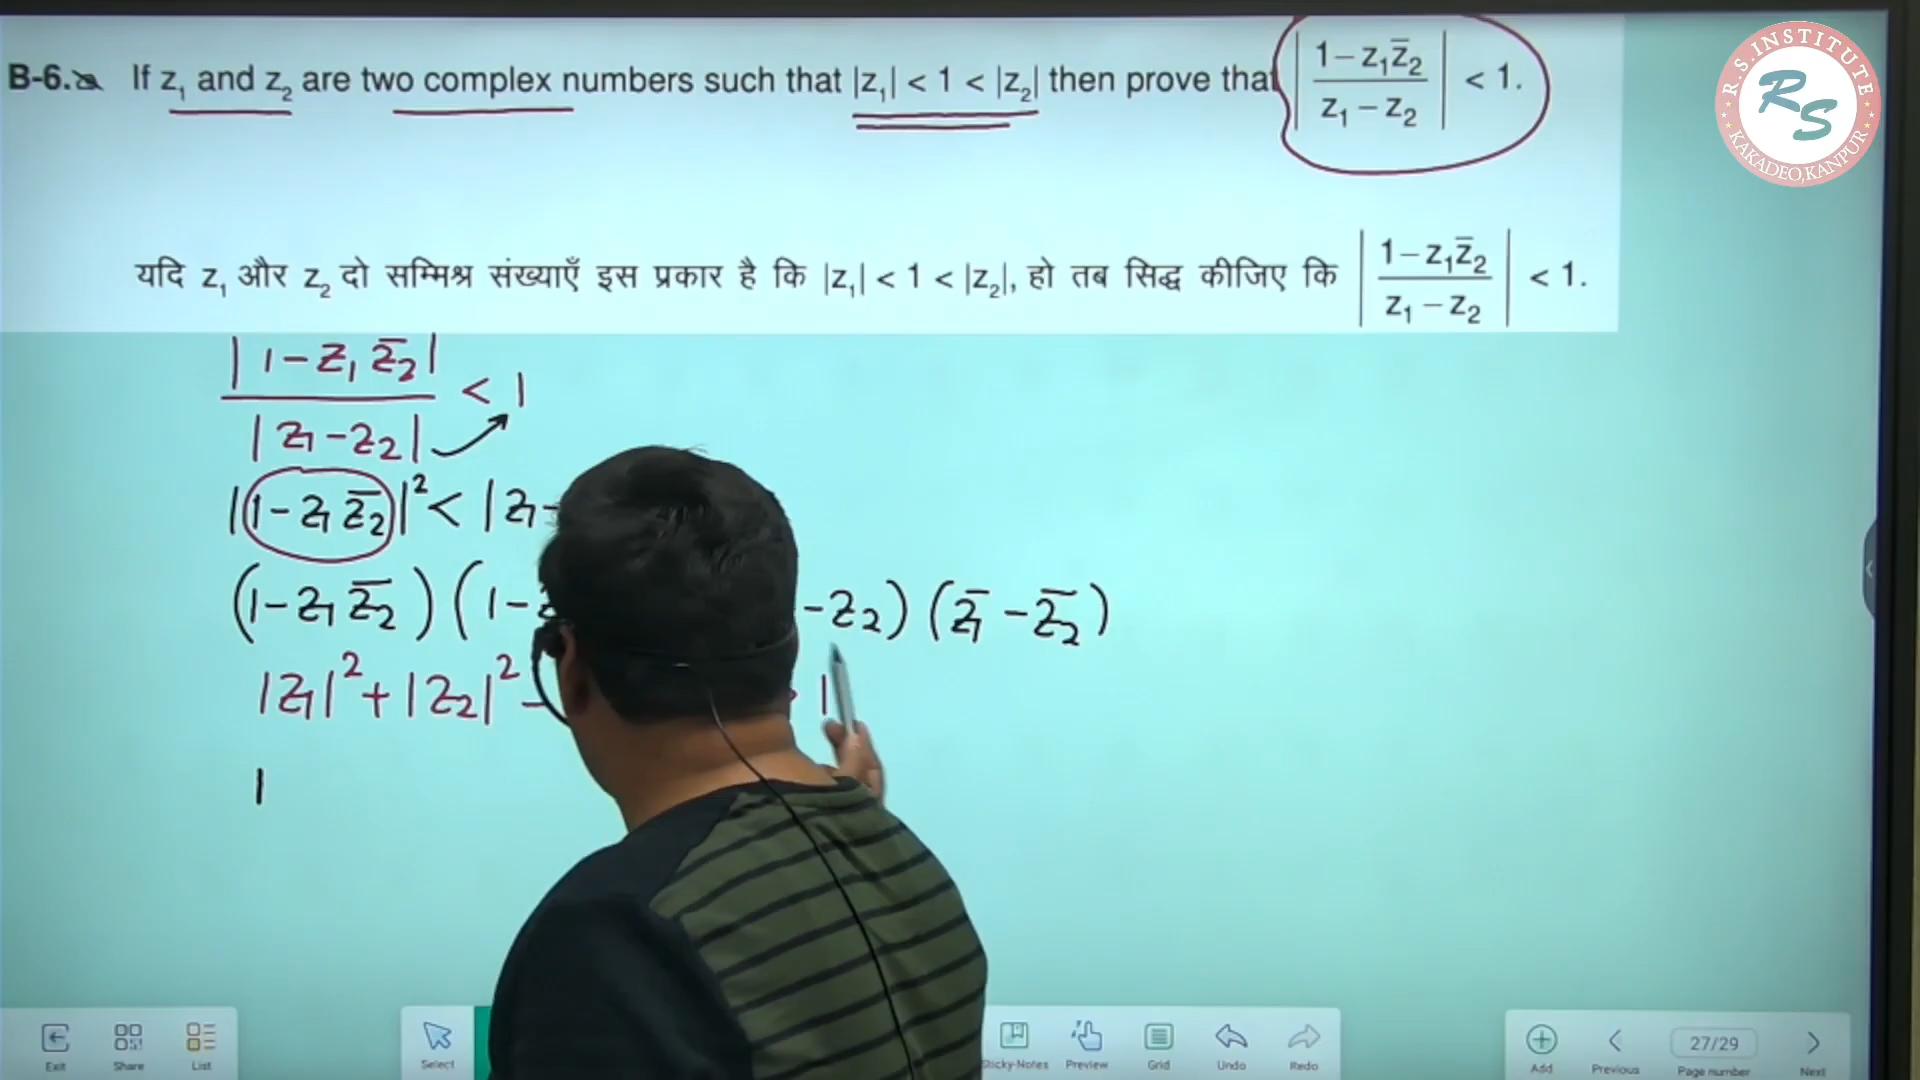 B-6. If z₁ and z₂ are two complex numbers such that |z₁| < 1 < |z₂| then prove that |(1 – z₁z̄₂)/(z₁ – z₂)| < 1.
यदि z₁ और z₂ दो सम्मिश्र संख्याएँ इस प्रकार है कि |z₁| < 1 < |z₂|, हो तब सिद्ध कीजिए कि |(1 – z₁z̄₂)/(z₁ – z₂)| < 1.
|1 – z₁z̄₂| / |z₁ – z₂| < 1
|1 – z₁z̄₂|² < |z₁ –
(1 – z₁z̄₂)(1 – – z₂)(z̄₁ – z̄₂)
|z₁|² + |z₂|² – 1
1
R.S. INSTITUTE
RS
KAKADEO, KANPUR
Exit Share List Select Sticky-Notes Preview Grid Undo Redo Add Previous 27/29 Page number Next